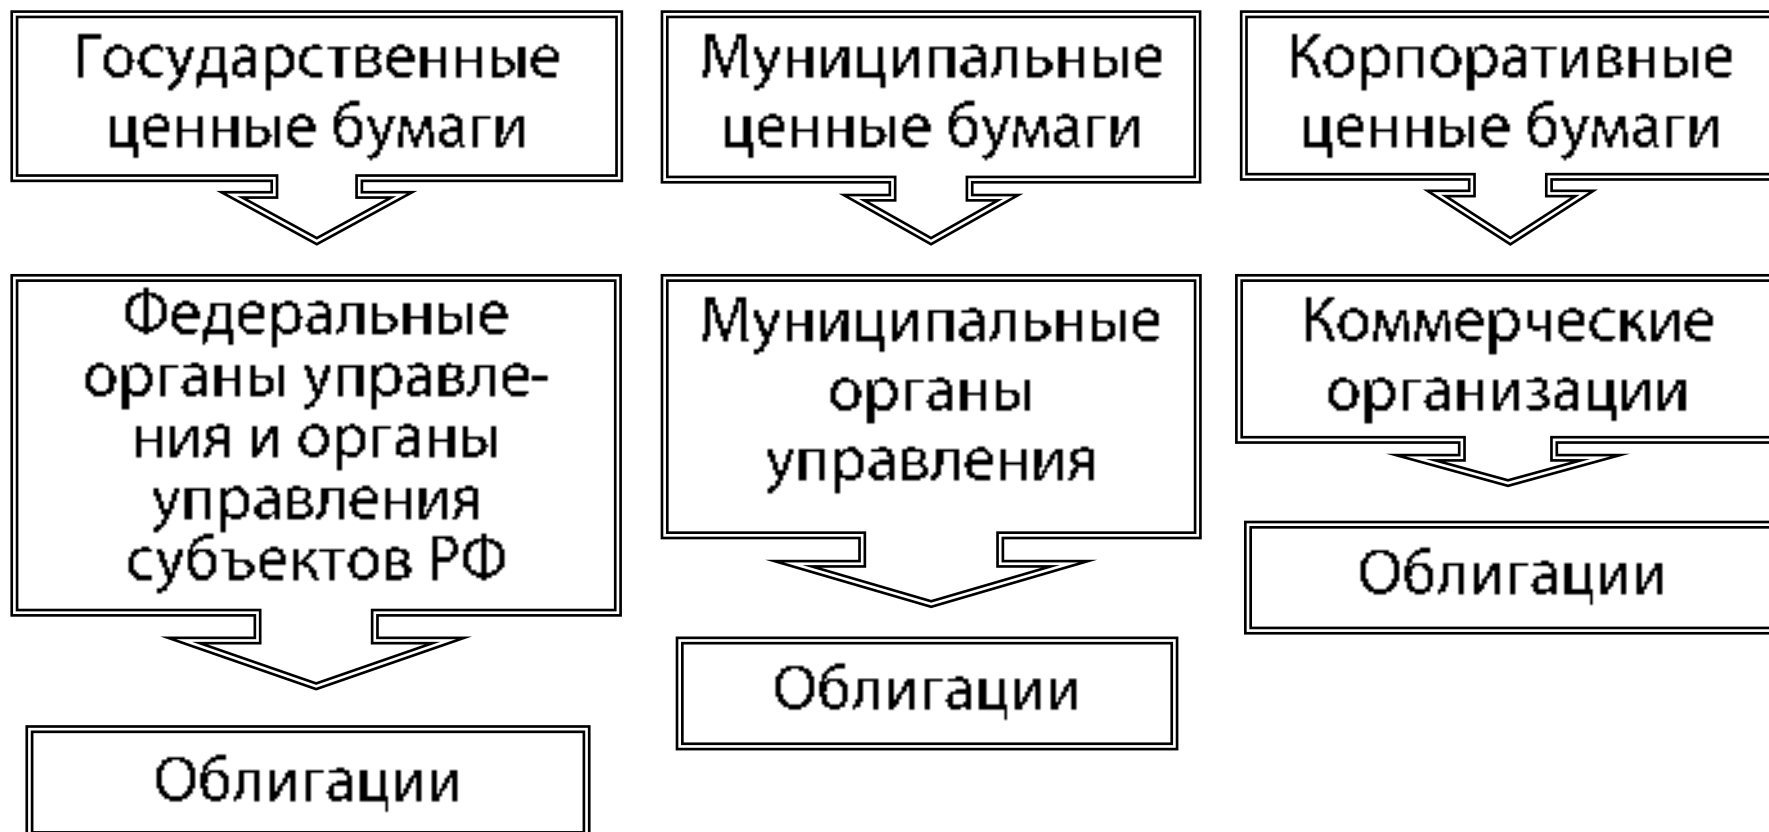 Государственные
ценные бумаги
Муниципальные
ценные бумаги
Корпоративные
ценные бумаги
Федеральные
органы управле-
ния и органы
управления
субъектов РФ
Муниципальные
органы
управления
Коммерческие
организации
Облигации
Облигации
Облигации